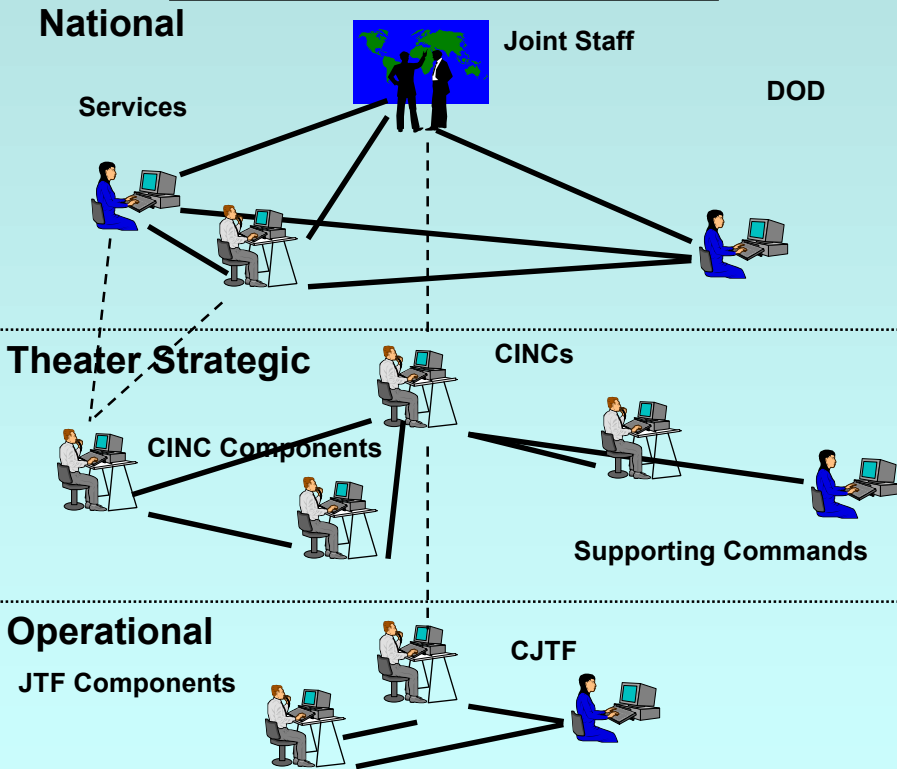 National
Joint Staff
DOD
Services
Theater Strategic
CINCs
CINC Components
Supporting Commands
Operational
CJTF
JTF Components